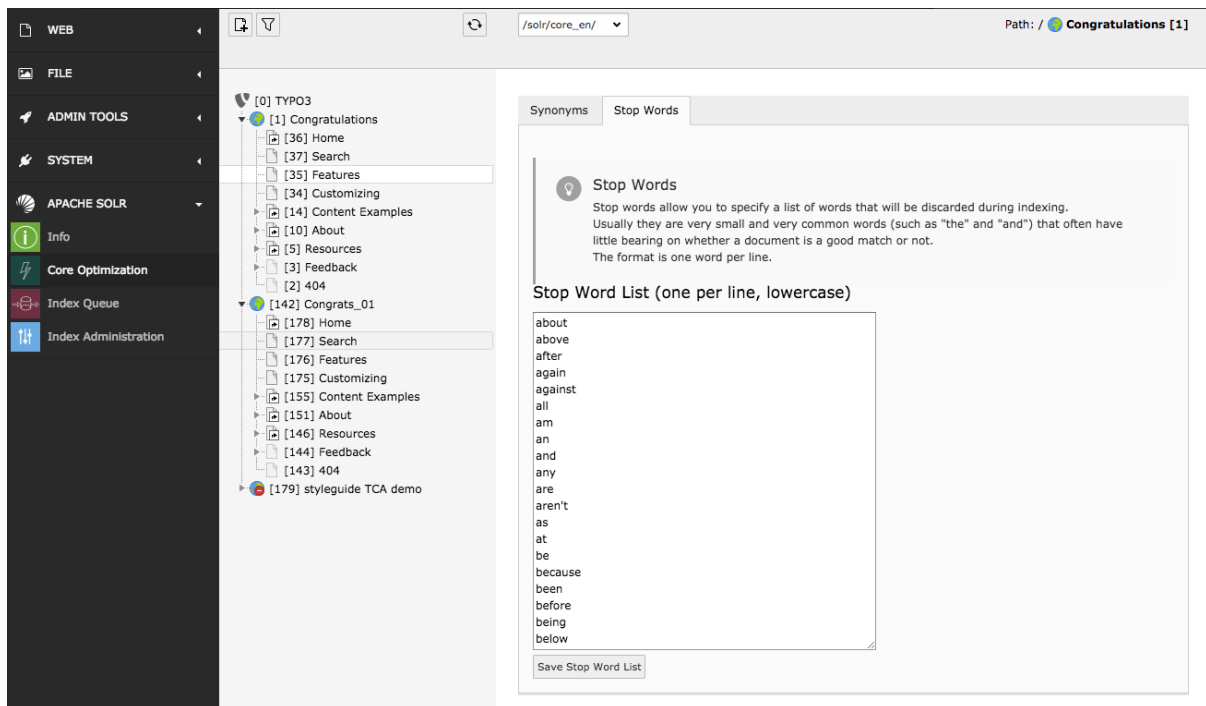 WEB
FILE
ADMIN TOOLS
SYSTEM
APACHE SOLR
Info
Core Optimization
Index Queue
Index Administration
[0] TYPO3
[1] Congratulations
[36] Home
[37] Search
[35] Features
[34] Customizing
[14] Content Examples
[10] About
[5] Resources
[3] Feedback
[2] 404
[142] Congrats_01
[178] Home
[177] Search
[176] Features
[175] Customizing
[155] Content Examples
[151] About
[146] Resources
[144] Feedback
[143] 404
[179] styleguide TCA demo
/solr/core_en/
Path: / Congratulations [1]
Synonyms
Stop Words
Stop Words
Stop words allow you to specify a list of words that will be discarded during indexing.
Usually they are very small and very common words (such as "the" and "and") that often have
little bearing on whether a document is a good match or not.
The format is one word per line.
Stop Word List (one per line, lowercase)
about
above
after
again
against
all
am
an
and
any
are
aren't
as
at
be
because
been
before
being
below
Save Stop Word List